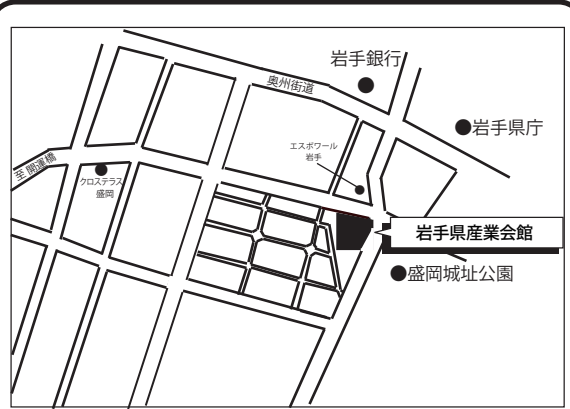 岩手銀行
奥州街道
岩手県庁
エスポワール
岩手
至 開運橋
クロステラス
盛岡
岩手県産業会館
盛岡城址公園